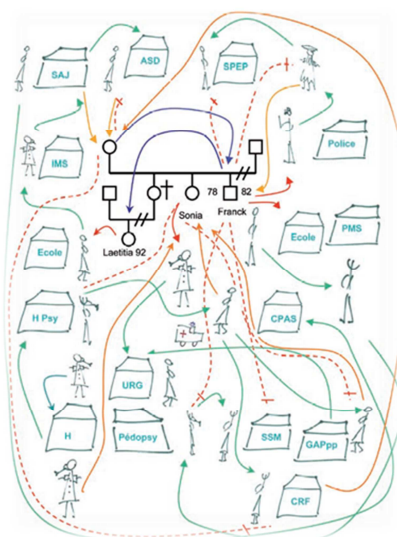 ASD
SPEP
SAJ
IMS
Police
78
82
Sonia
Franck
Ecole
Laetitia 92
Ecole
PMS
H Psy
CPAS
URG
H
Pédopsy
SSM
GAPpp
CRF